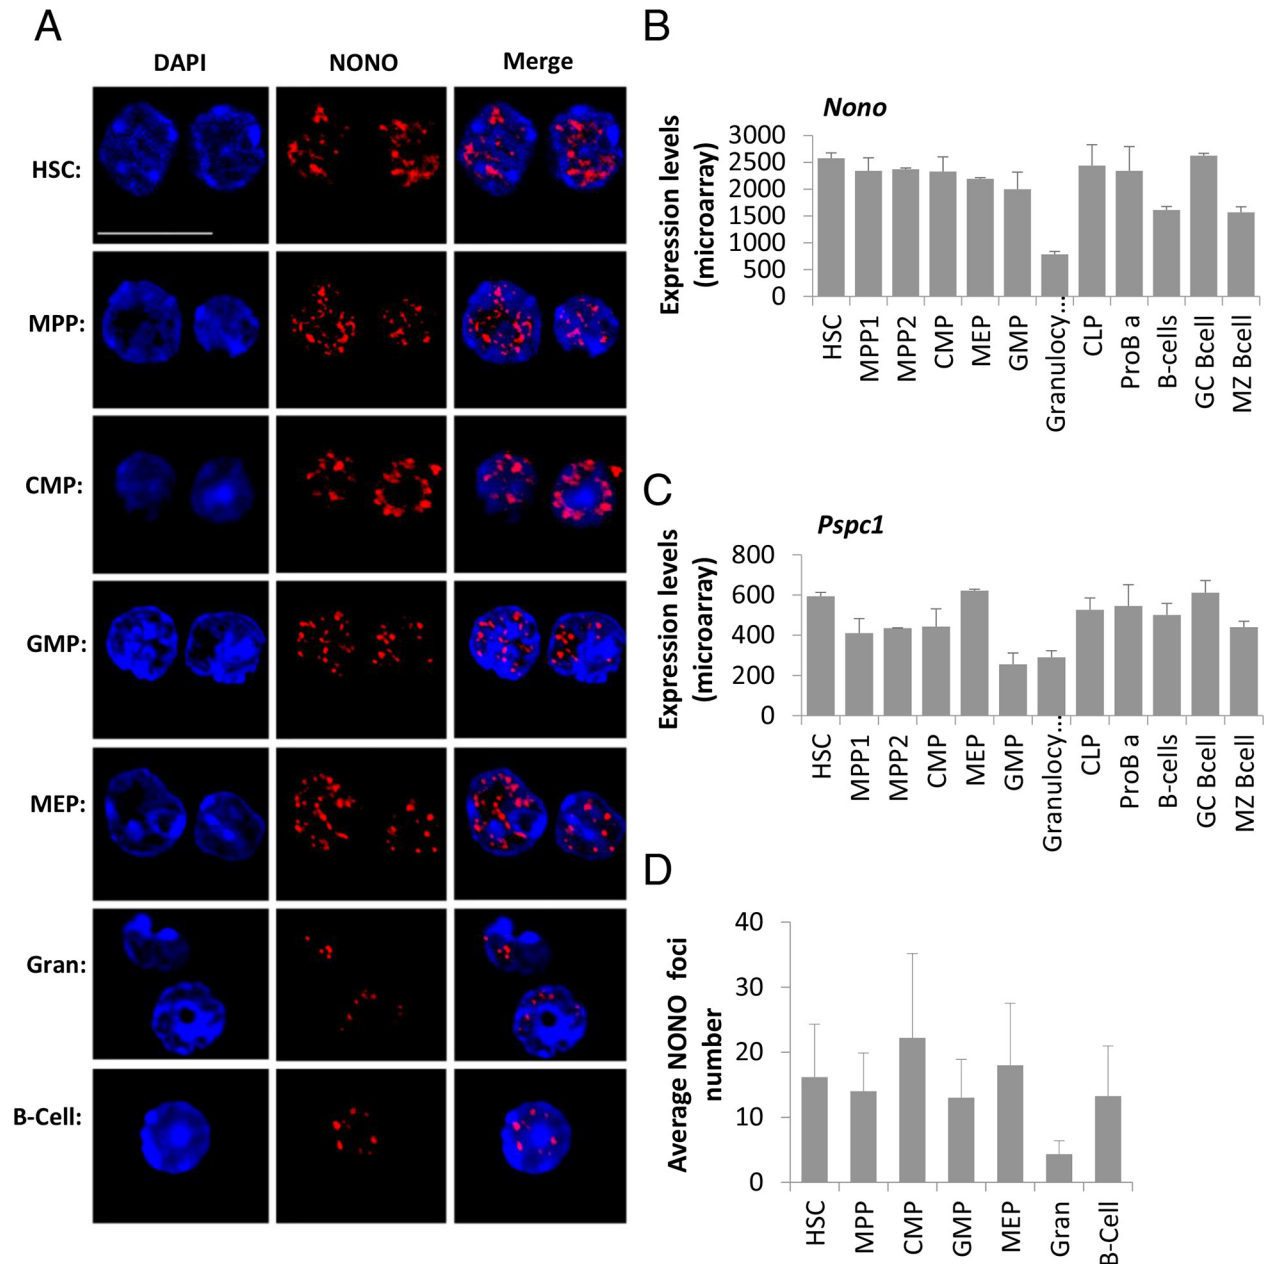 A
DAPI NONO Merge
HSC:
MPP:
CMP:
GMP:
MEP:
Gran:
B-Cell:
B
Nono
Expression levels
(microarray)
3000
2500
2000
1500
1000
500
0
HSC
MPP1
MPP2
CMP
MEP
GMP
Granulocy...
CLP
ProB a
B-cells
GC Bcell
MZ Bcell
C
Pspc1
Expression levels
(microarray)
800
600
400
200
0
HSC
MPP1
MPP2
CMP
MEP
GMP
Granulocy...
CLP
ProB a
B-cells
GC Bcell
MZ Bcell
D
Average NONO foci
number
40
30
20
10
0
HSC
MPP
CMP
GMP
MEP
Gran
B-Cell